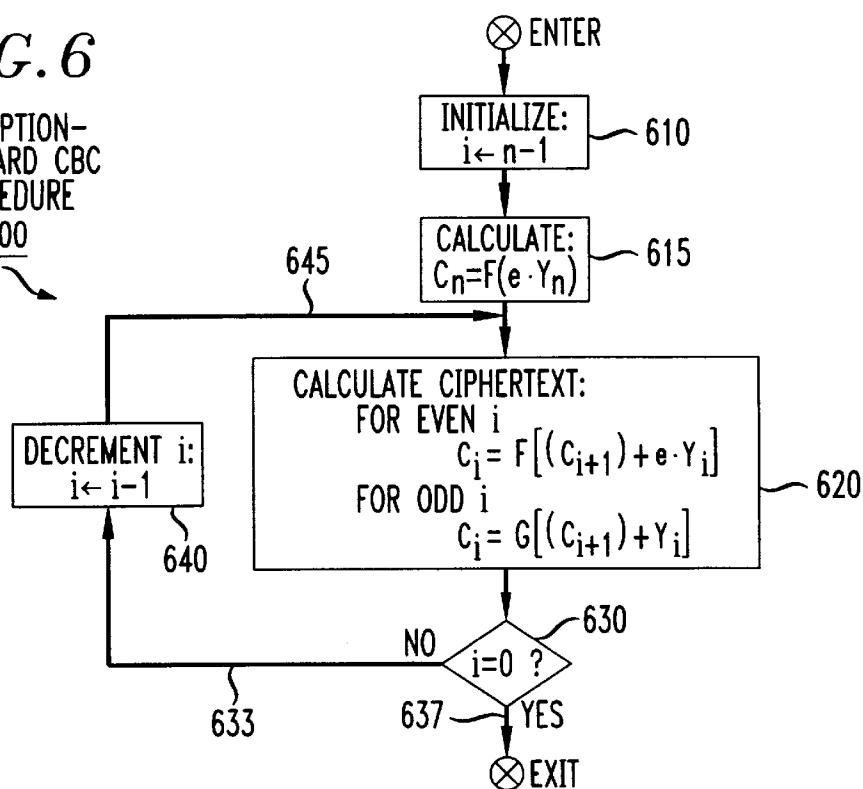 G. 6
PTION-
ARD CBC
EDURE
00
ENTER
INITIALIZE:
i ← n-1
610
CALCULATE:
Cₙ=F(e·Yₙ)
615
645
CALCULATE CIPHERTEXT:
FOR EVEN i
Cᵢ = F[(Cᵢ₊₁)+e·Yᵢ]
FOR ODD i
Cᵢ = G[(Cᵢ₊₁)+Yᵢ]
620
DECREMENT i:
i ← i-1
640
630
NO
i=0 ?
633
637
YES
EXIT